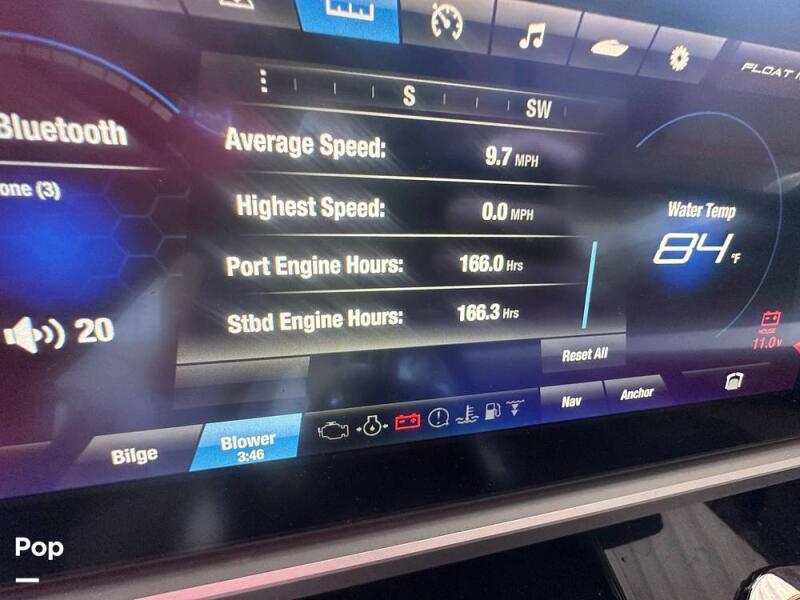 FLOAT
S
SW
Bluetooth
one (3)
Average Speed: 9.7 MPH
Highest Speed: 0.0 MPH
Port Engine Hours: 166.0 Hrs
Stbd Engine Hours: 166.3 Hrs
Water Temp
84 °F
20
HOUSE
11.0v
Reset All
Nav
Anchor
Bilge
Blower
3:46
Pop